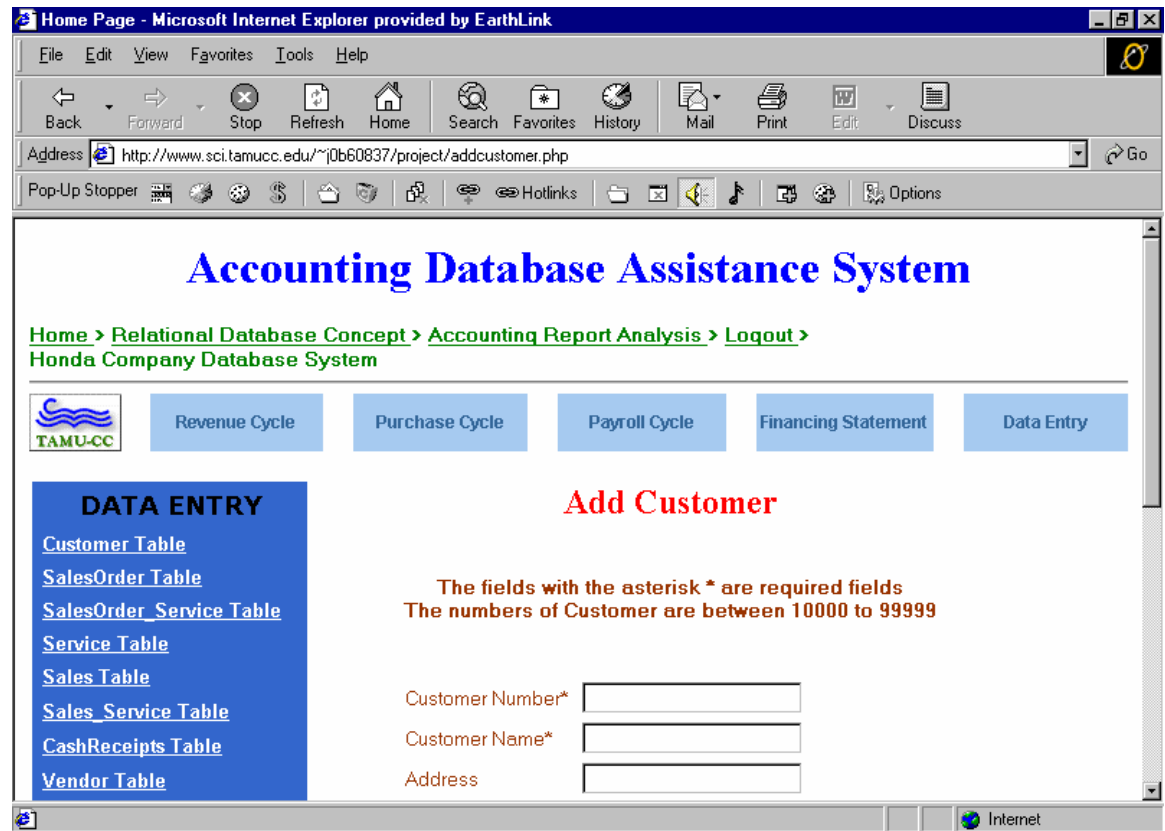 Home Page - Microsoft Internet Explorer provided by EarthLink
File Edit View Favorites Tools Help
Back Forward Stop Refresh Home Search Favorites History Mail Print Edit Discuss
Address http://www.sci.tamucc.edu/~j0b60837/project/addcustomer.php Go
Pop-Up Stopper Hotlinks Options
Accounting Database Assistance System
Home > Relational Database Concept > Accounting Report Analysis > Logout >
Honda Company Database System
TAMU-CC
Revenue Cycle Purchase Cycle Payroll Cycle Financing Statement Data Entry
DATA ENTRY
Customer Table
SalesOrder Table
SalesOrder_Service Table
Service Table
Sales Table
Sales_Service Table
CashReceipts Table
Vendor Table
Add Customer
The fields with the asterisk * are required fields
The numbers of Customer are between 10000 to 99999
Customer Number*
Customer Name*
Address
Internet